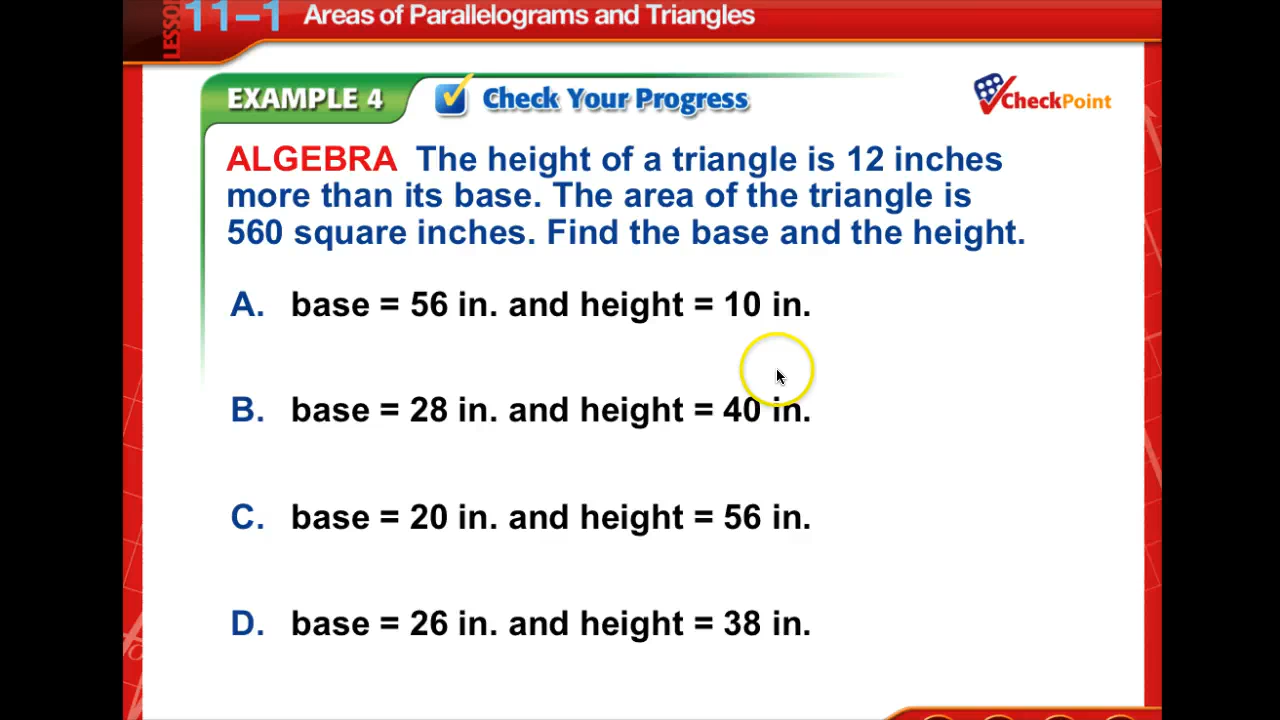 LESSON 11–1 Areas of Parallelograms and Triangles
EXAMPLE 4 Check Your Progress CheckPoint
ALGEBRA The height of a triangle is 12 inches
more than its base. The area of the triangle is
560 square inches. Find the base and the height.
A. base = 56 in. and height = 10 in.
B. base = 28 in. and height = 40 in.
C. base = 20 in. and height = 56 in.
D. base = 26 in. and height = 38 in.